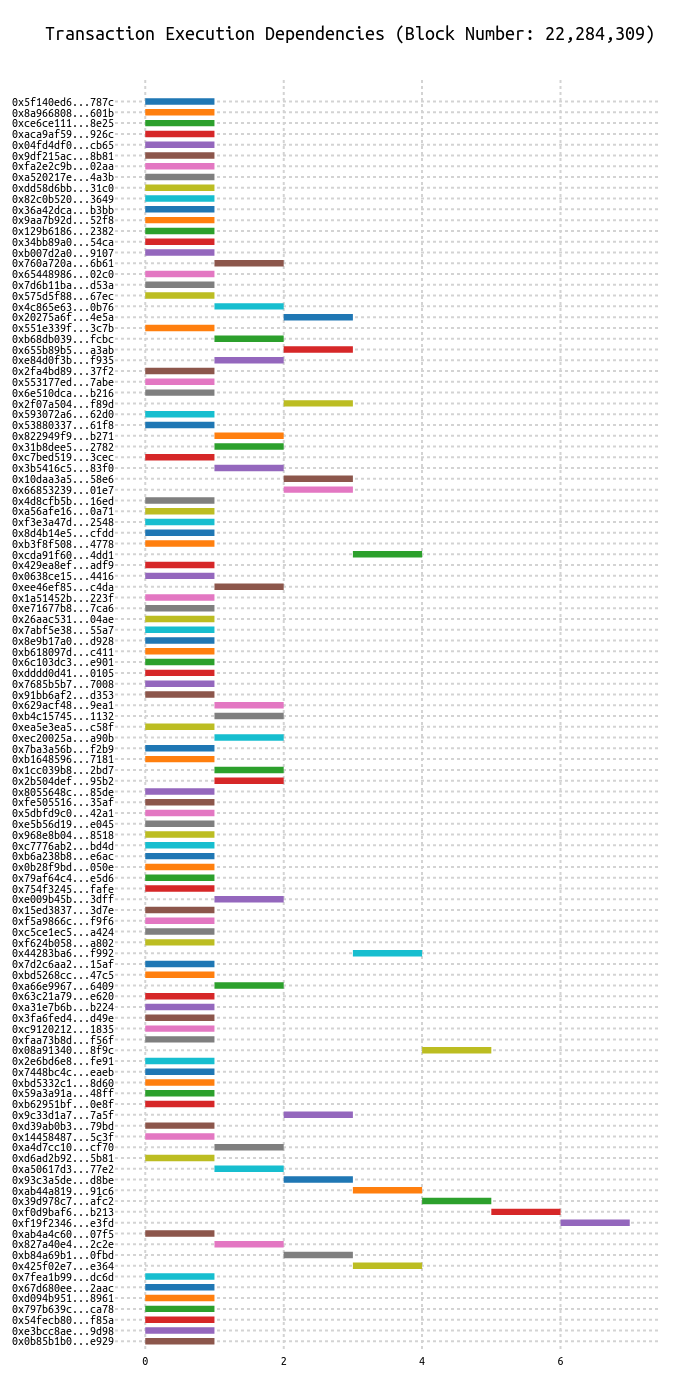 Transaction Execution Dependencies (Block Number: 22,284,309)
0x5f140ed6...787c
0x8a966808...601b
0xce6ce111...8e25
0xaca9af59...926c
0x04fd4df0...cb65
0x9df215ac...8b81
0xfa2e2c9b...02aa
0xa520217e...4a3b
0xdd58d6bb...31c0
0x82c0b520...3649
0x36a42dca...b3bb
0x9aa7b92d...52f8
0x129b6186...2382
0x34bb89a0...54ca
0xb007d2a0...9107
0x760a720a...6b61
0x65448986...02c0
0x7d6b11ba...d53a
0x575d5f88...67ec
0x4c865e63...0b76
0x20275a6f...4e5a
0x551e339f...3c7b
0xb68db039...fcbc
0x655b89b5...a3ab
0xe84d0f3b...f935
0x2fa4bd89...37f2
0x553177ed...7abe
0x6e510dca...b216
0x2f07a504...f89d
0x593072a6...62d0
0x53880337...61f8
0x822949f9...b271
0x31b8dee5...2782
0xc7bed519...3cec
0x3b5416c5...83f0
0x10daa3a5...58e6
0x66853239...01e7
0x4d8cfb5b...16ed
0xa56afe16...0a71
0xf3e3a47d...2548
0x8d4b14e5...cfdd
0xb3f8f508...4778
0xcda91f60...4dd1
0x429ea8ef...adf9
0x0638ce15...4416
0xee46ef85...c4da
0x1a51452b...223f
0xe71677b8...7ca6
0x26aac531...04ae
0x7abf5e38...55a7
0x8e9b17a0...d928
0xb618097d...c411
0x6c103dc3...e901
0xdddd0d41...0105
0x7685b5b7...7008
0x91bb6af2...d353
0x629acf48...9ea1
0xb4c15745...1132
0xea5e3ea5...c58f
0xec20025a...a90b
0x7ba3a56b...f2b9
0xb1648596...7181
0x1cc039b8...2bd7
0x2b504def...95b2
0x8055648c...85de
0xfe505516...35af
0x5dbfd9c0...42a1
0xe5b56d19...e045
0x968e8b04...8518
0xc7776ab2...bd4d
0xb6a238b8...e6ac
0x0b28f9bd...050e
0x79af64c4...e5d6
0x754f3245...fafe
0xe009b45b...3dff
0x15ed3837...3d7e
0xf5a9866c...f9f6
0xc5ce1ec5...a424
0xf624b058...a802
0x44283ba6...f992
0x7d2c6aa2...15af
0xbd5268cc...47c5
0xa66e9967...6409
0x63c21a79...e620
0xa31e7b6b...b224
0x3fa6fed4...d49e
0xc9120212...1835
0xfaa73b8d...f56f
0x08a91340...8f9c
0x2e6bd6e8...fe91
0x7448bc4c...eaeb
0xbd5332c1...8d60
0x59a3a91a...48ff
0xb62951bf...0e8f
0x9c33d1a7...7a5f
0xd39ab0b3...79bd
0x14458487...5c3f
0xa4d7cc10...cf70
0xd6ad2b92...5b81
0xa50617d3...77e2
0x93c3a5de...d8be
0xab44a819...91c6
0x39d978c7...afc2
0xf0d9baf6...b213
0xf19f2346...e3fd
0xab4a4c60...07f5
0x827a40e4...2c2e
0xb84a69b1...0fbd
0x425f02e7...e364
0x7fea1b99...dc6d
0x67d680ee...2aac
0xd094b951...8961
0x797b639c...ca78
0x54fecb80...f85a
0xe3bcc8ae...9d98
0x0b85b1b0...e929
0 2 4 6